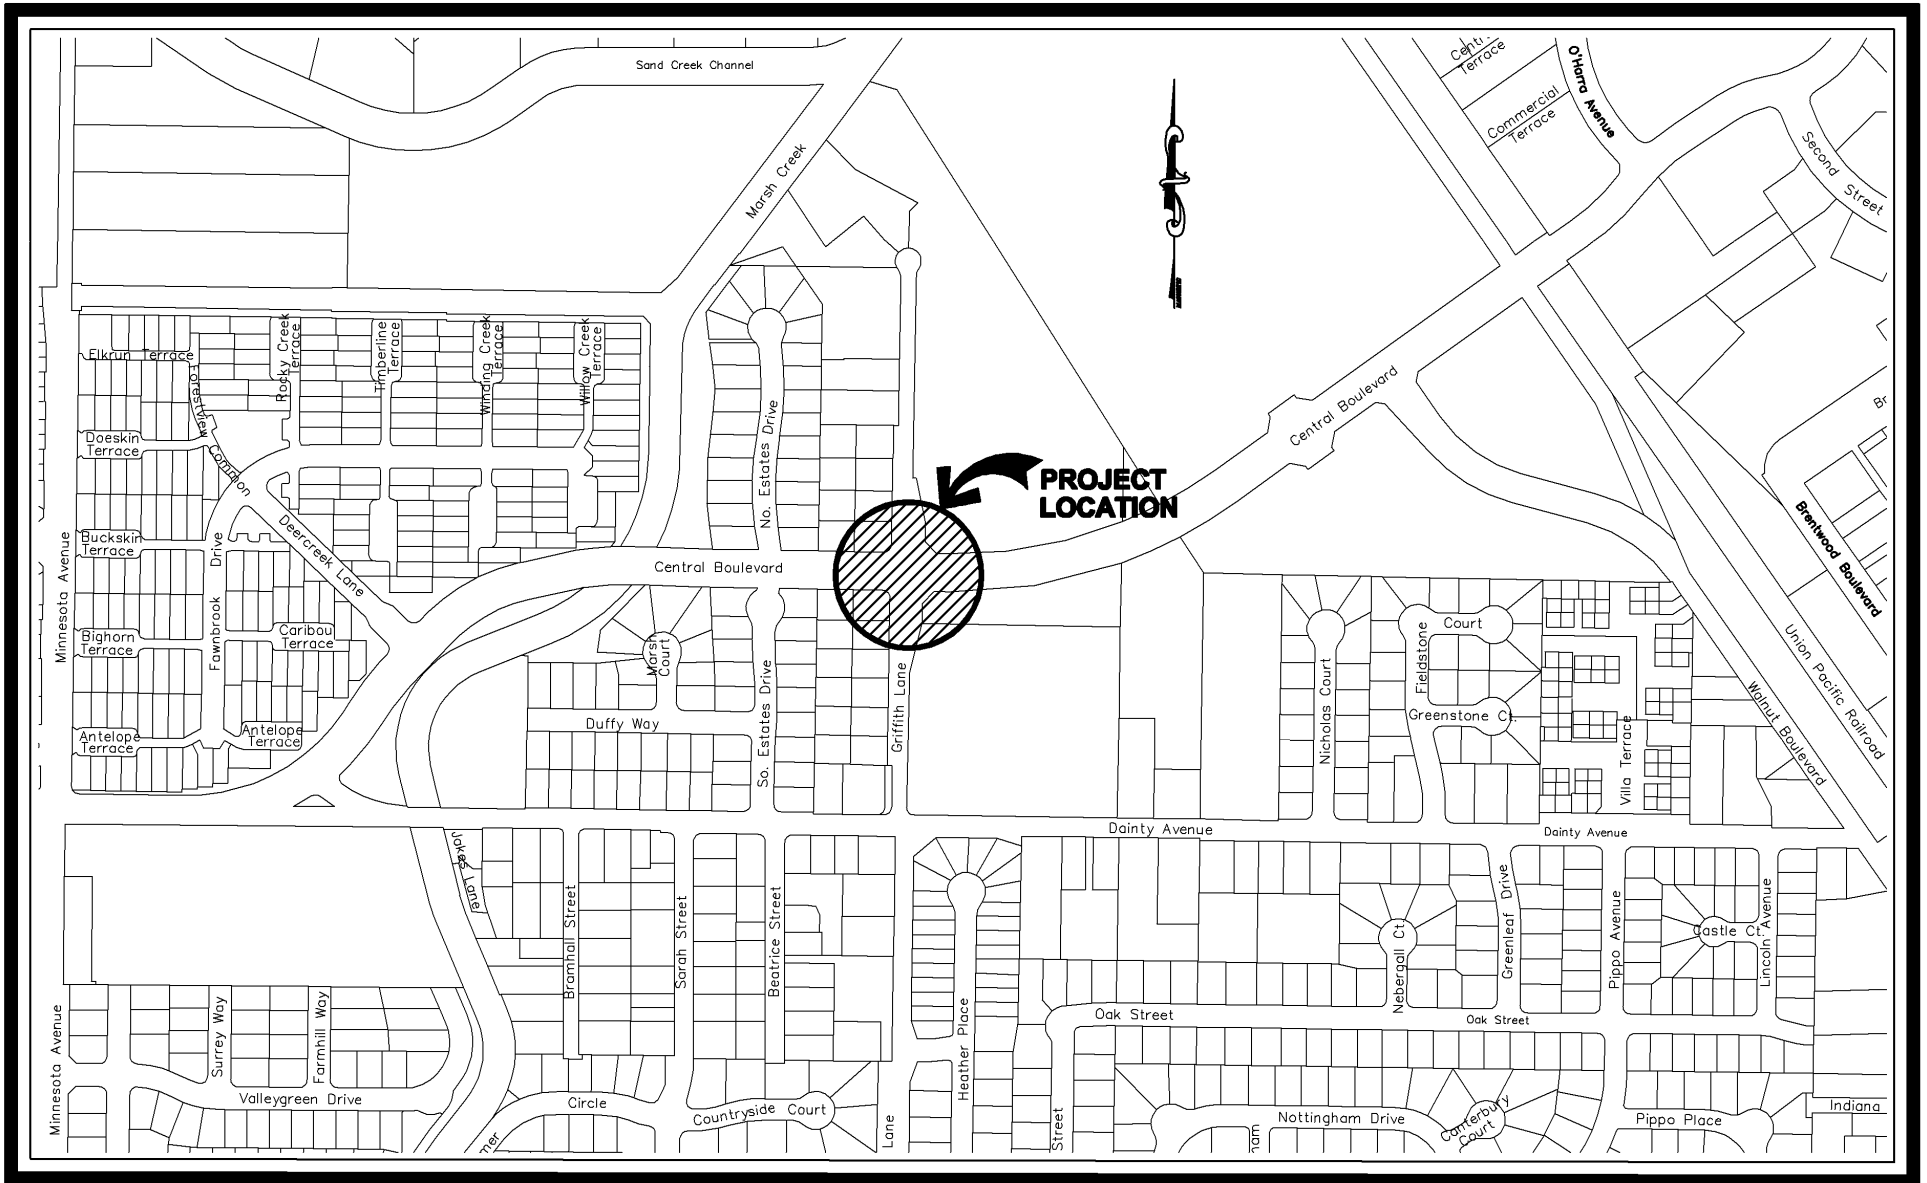 Sand Creek Channel
Centr
Terrace
O'Harra Avenue
Commercial
Terrace
Second Street
Marsh Creek
Elkrun Terrace
Forestview Common
Rocky Creek
Terrace
Timberline
Terrace
Winding Creek
Terrace
Willow Creek
Terrace
Doeskin
Terrace
Buckskin
Terrace
Deercreek Lane
Minnesota Avenue
Fawnbrook Drive
Bighorn
Terrace
Caribou
Terrace
Antelope
Terrace
Antelope
Terrace
No. Estates Drive
PROJECT
LOCATION
Central Boulevard
Central Boulevard
Br
Brentwood Boulevard
Union Pacific Railroad
Walnut Boulevard
Marsh
Court
Duffy Way
So. Estates Drive
Griffith Lane
Nicholas Court
Fieldstone
Court
Greenstone Ct.
Villa Terrace
Dainty Avenue
Dainty Avenue
Jakes Lane
Bramhall Street
Sarah Street
Beatrice Street
Heather Place
Nebergall Ct
Greenleaf Drive
Pippo Avenue
Castle Ct.
Lincoln Avenue
Oak Street
Oak Street
Minnesota Avenue
Surrey Way
Farmhill Way
Valleygreen Drive
mer
Circle
Countryside Court
Lane
Street
ham
Nottingham Drive
Canterbury
Court
Pippo Place
Indiana